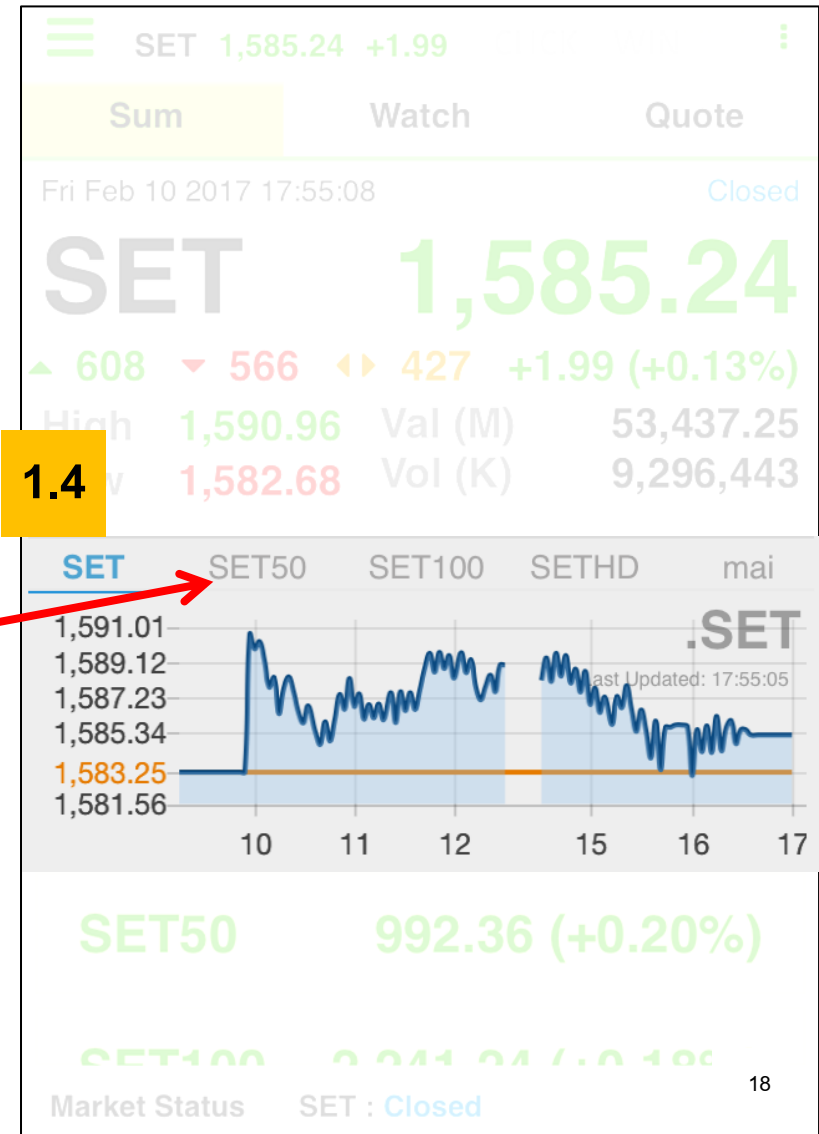 SET 1,585.24 +1.99
Sum Watch Quote
Fri Feb 10 2017 17:55:08 Closed
SET 1,585.24
608 566 427 +1.99 (+0.13%)
High 1,590.96 Val (M) 53,437.25
1.4
1,582.68 Vol (K) 9,296,443
SET SET50 SET100 SETHD mai
.SET
Last Updated: 17:55:05
1,591.01
1,589.12
1,587.23
1,585.34
1,583.25
1,581.56
10 11 12 15 16 17
SET50 992.36 (+0.20%)
SET100
18
Market Status SET : Closed